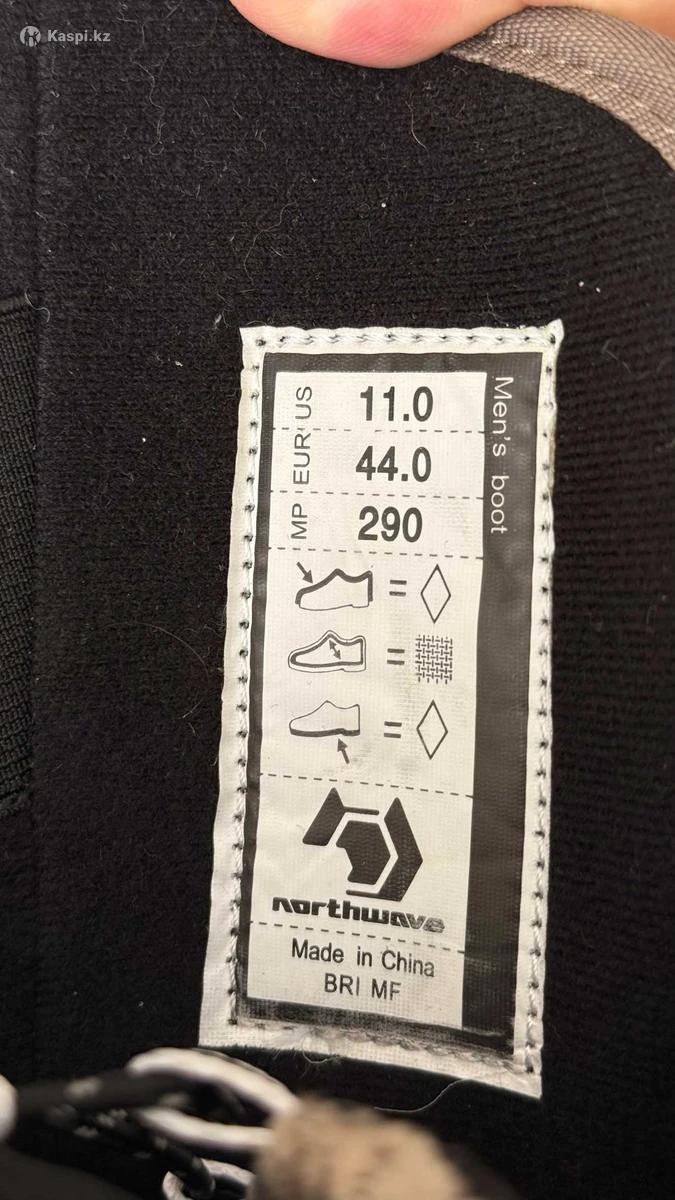 Kaspi.kz
US 11.0
EUR 44.0
MP 290
Men's boot
=
=
=
northwave
Made in China
BRI MF